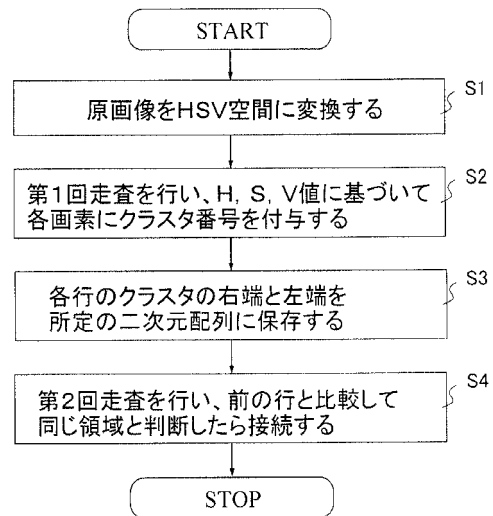 START
S1
原画像をHSV空間に変換する
S2
第1回走査を行い、H, S, V値に基づいて
各画素にクラスタ番号を付与する
S3
各行のクラスタの右端と左端を
所定の二次元配列に保存する
S4
第2回走査を行い、前の行と比較して
同じ領域と判断したら接続する
STOP